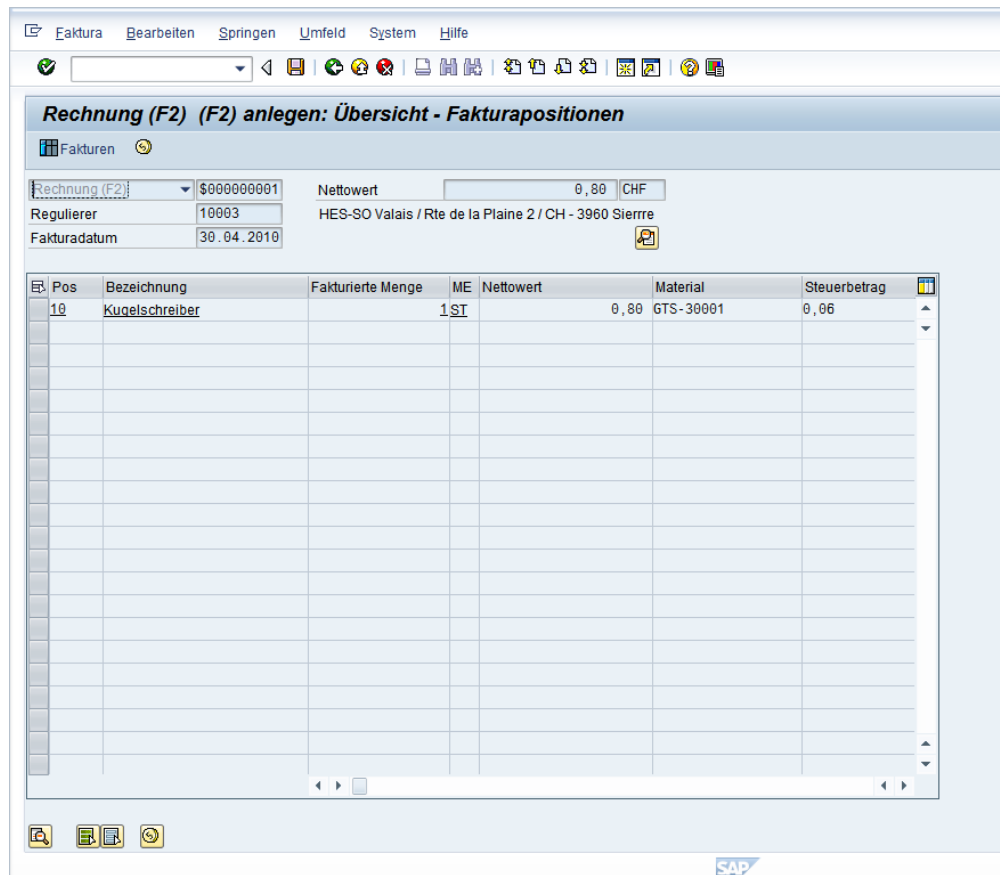 Faktura Bearbeiten Springen Umfeld System Hilfe
Rechnung (F2) (F2) anlegen: Übersicht - Fakturapositionen
Fakturen
Rechnung (F2) $000000001 Nettowert 0,80 CHF
Regulierer 10003 HES-SO Valais / Rte de la Plaine 2 / CH - 3960 Sierrre
Fakturadatum 30.04.2010
Pos Bezeichnung Fakturierte Menge ME Nettowert Material Steuerbetrag
10 Kugelschreiber 1 ST 0,80 GTS-30001 0,06
SAP